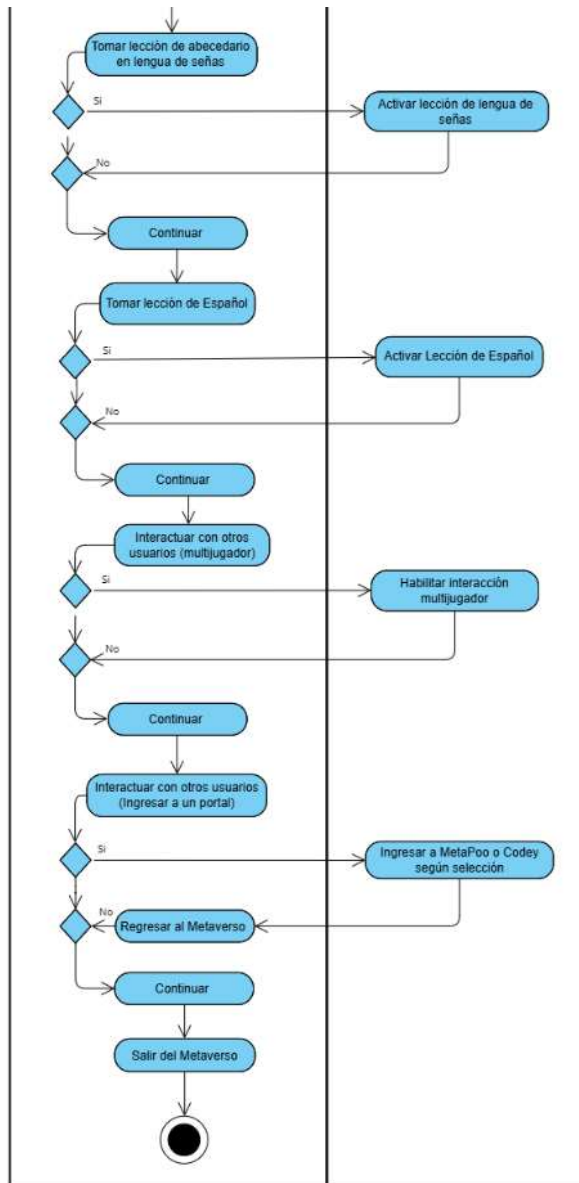 Tomar lección de abecedario
en lengua de señas
Si
Activar lección de lengua de
señas
No
Continuar
Tomar lección de Español
Si
Activar Lección de Español
No
Continuar
Interactuar con otros
usuarios (multijugador)
Si
Habilitar interacción
multijugador
No
Continuar
Interactuar con otros usuarios
(Ingresar a un portal)
Si
Ingresar a MetaPoo o Codey
según selección
No
Regresar al Metaverso
Continuar
Salir del Metaverso